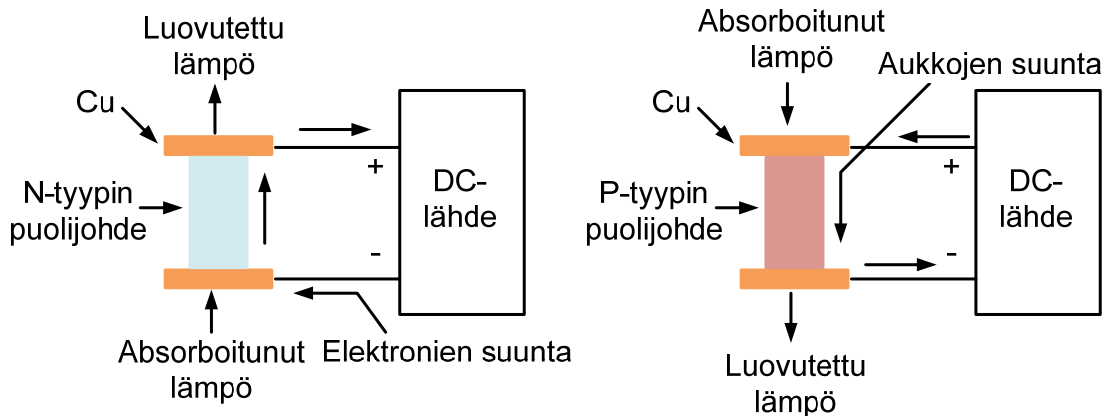 Luovutettu
lämpö
Cu
+
N-tyypin
puolijohde
DC-
lähde
-
Absorboitunut
lämpö
Elektronien suunta
Absorboitunut
lämpö
Aukkojen suunta
Cu
+
P-tyypin
puolijohde
DC-
lähde
-
Luovutettu
lämpö